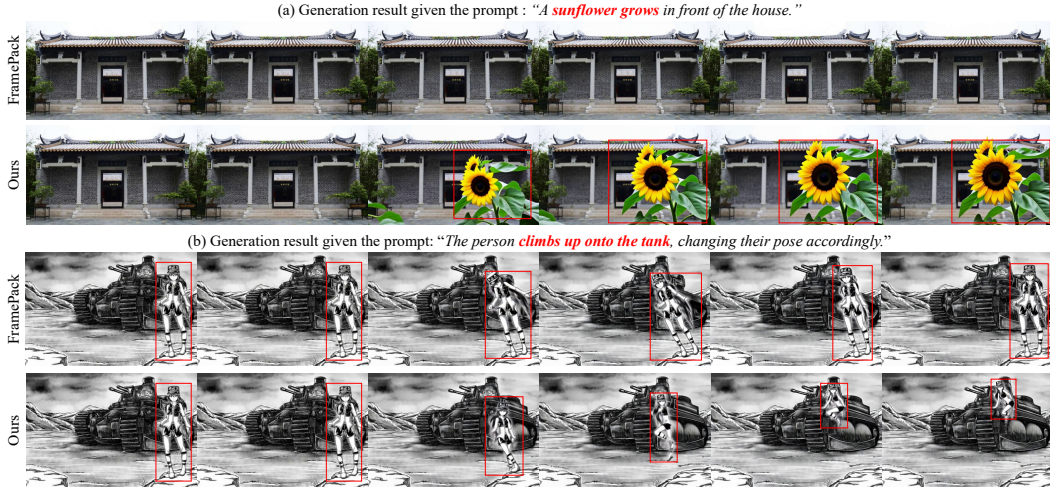 (a) Generation result given the prompt : “A sunflower grows in front of the house.”
FramePack
Ours
(b) Generation result given the prompt: “The person climbs up onto the tank, changing their pose accordingly.”
FramePack
Ours